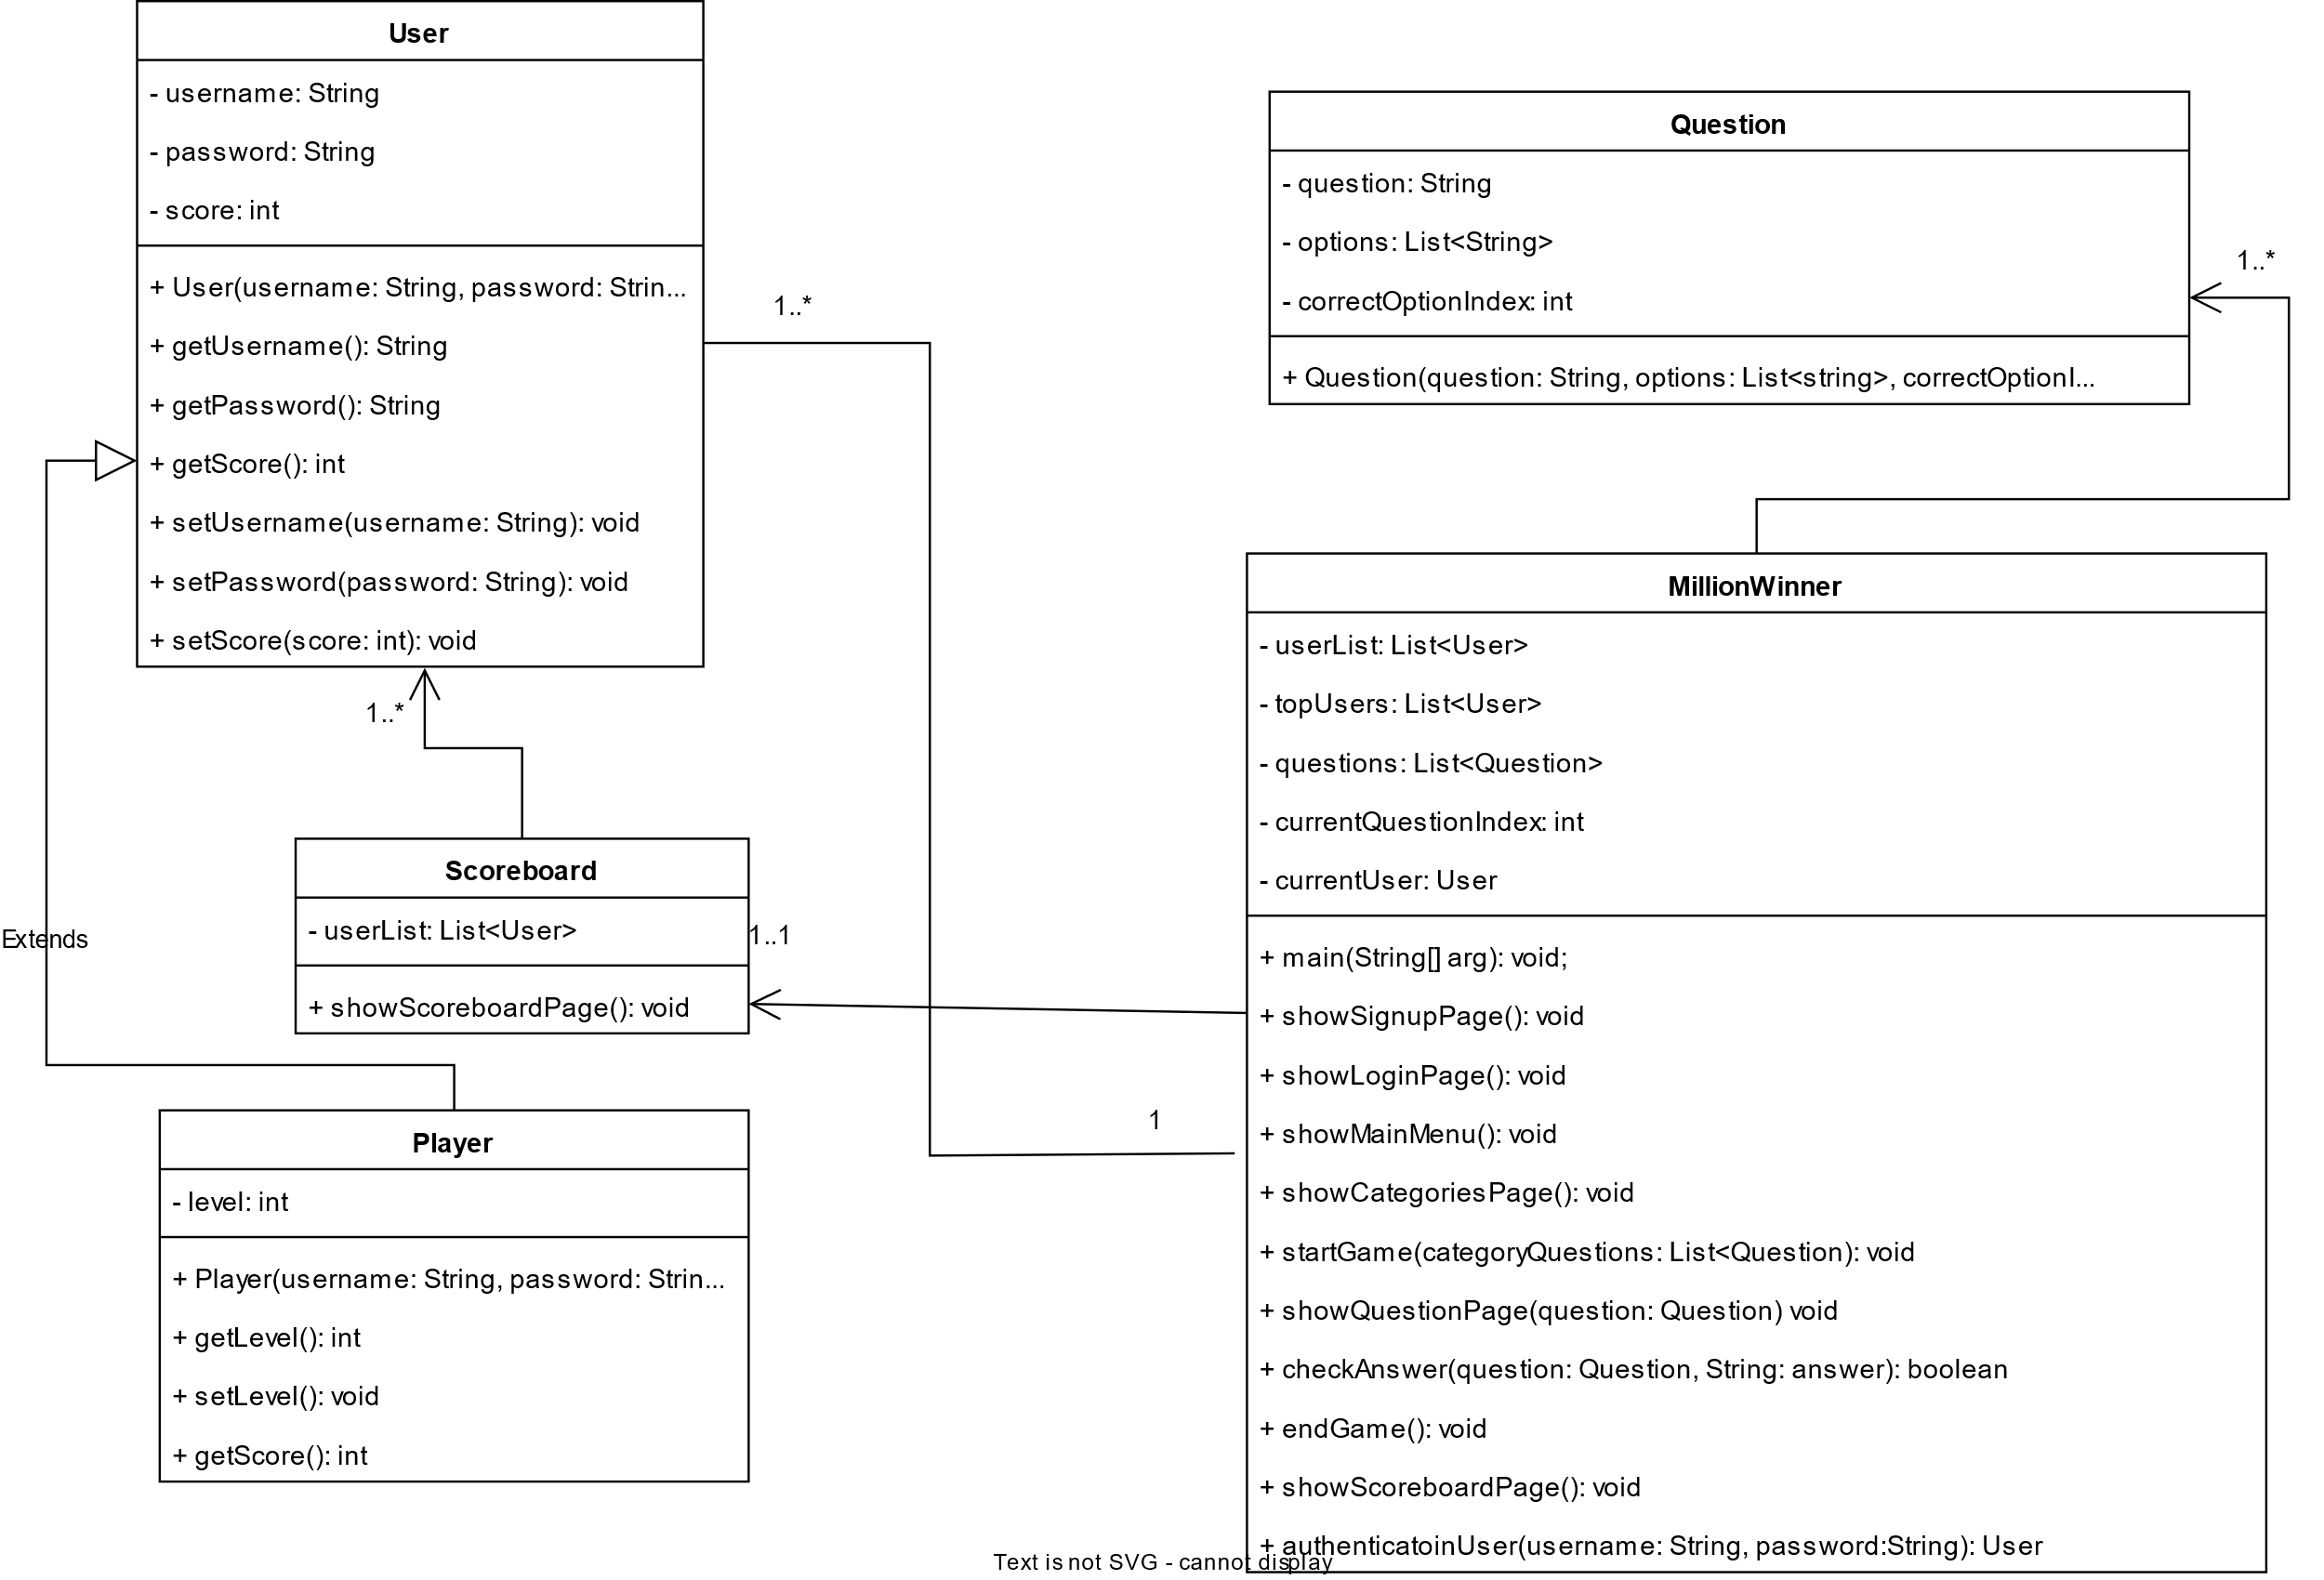 User
- username: String
- password: String
- score: int
+ User(username: String, password: Strin...
+ getUsername(): String
+ getPassword(): String
+ getScore(): int
+ setUsername(username: String): void
+ setPassword(password: String): void
+ setScore(score: int): void
1..*
1..*
Question
- question: String
- options: List<String>
- correctOptionIndex: int
+ Question(question: String, options: List<string>, correctOptionI...
1..*
Scoreboard
- userList: List<User>
+ showScoreboardPage(): void
1..1
Extends
Player
- level: int
+ Player(username: String, password: Strin...
+ getLevel(): int
+ setLevel(): void
+ getScore(): int
1
MillionWinner
- userList: List<User>
- topUsers: List<User>
- questions: List<Question>
- currentQuestionIndex: int
- currentUser: User
+ main(String[] arg): void;
+ showSignupPage(): void
+ showLoginPage(): void
+ showMainMenu(): void
+ showCategoriesPage(): void
+ startGame(categoryQuestions: List<Question): void
+ showQuestionPage(question: Question) void
+ checkAnswer(question: Question, String: answer): boolean
+ endGame(): void
+ showScoreboardPage(): void
+ authenticatoinUser(username: String, password:String): User
Text is not SVG - cannot display